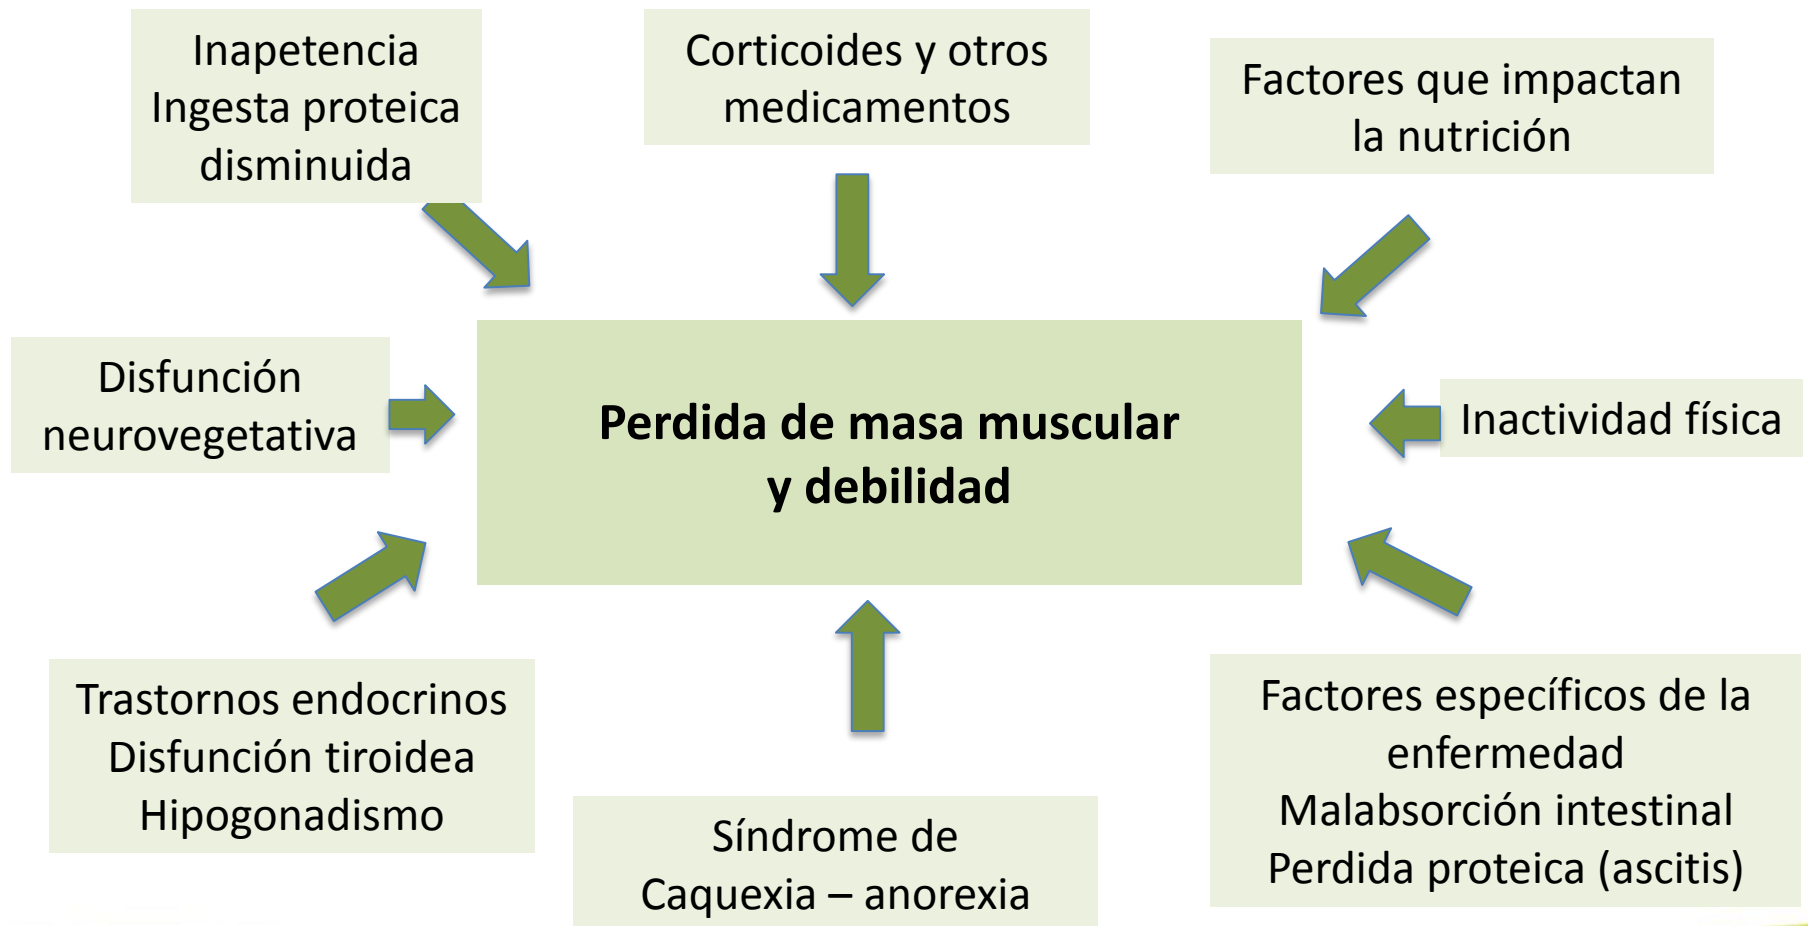 Inapetencia
Ingesta proteica
disminuida
Corticoides y otros
medicamentos
Factores que impactan
la nutrición
Disfunción
neurovegetativa
Perdida de masa muscular
y debilidad
Inactividad física
Trastornos endocrinos
Disfunción tiroidea
Hipogonadismo
Síndrome de
Caquexia – anorexia
Factores específicos de la
enfermedad
Malabsorción intestinal
Perdida proteica (ascitis)